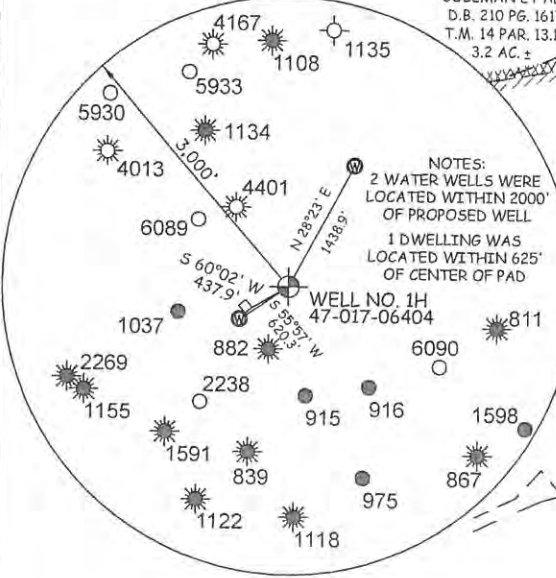 D.B. 210 PG. 161
T.M. 14 PAR. 13.1
3.2 AC. ±
4167
1108
1135
5933
5930
1134
3,000'
4013
4401
W
NOTES:
2 WATER WELLS WERE
LOCATED WITHIN 2000'
OF PROPOSED WELL
1 DWELLING WAS
LOCATED WITHIN 625'
OF CENTER OF PAD
N 28°23' E
1438.9'
6089
S 60°02' W
437.9'
S 55°57' W
620.3'
WELL NO. 1H
47-017-06404
W
1037
882
811
2269
1155
2238
6090
915
916
1591
1598
839
867
975
1122
1118